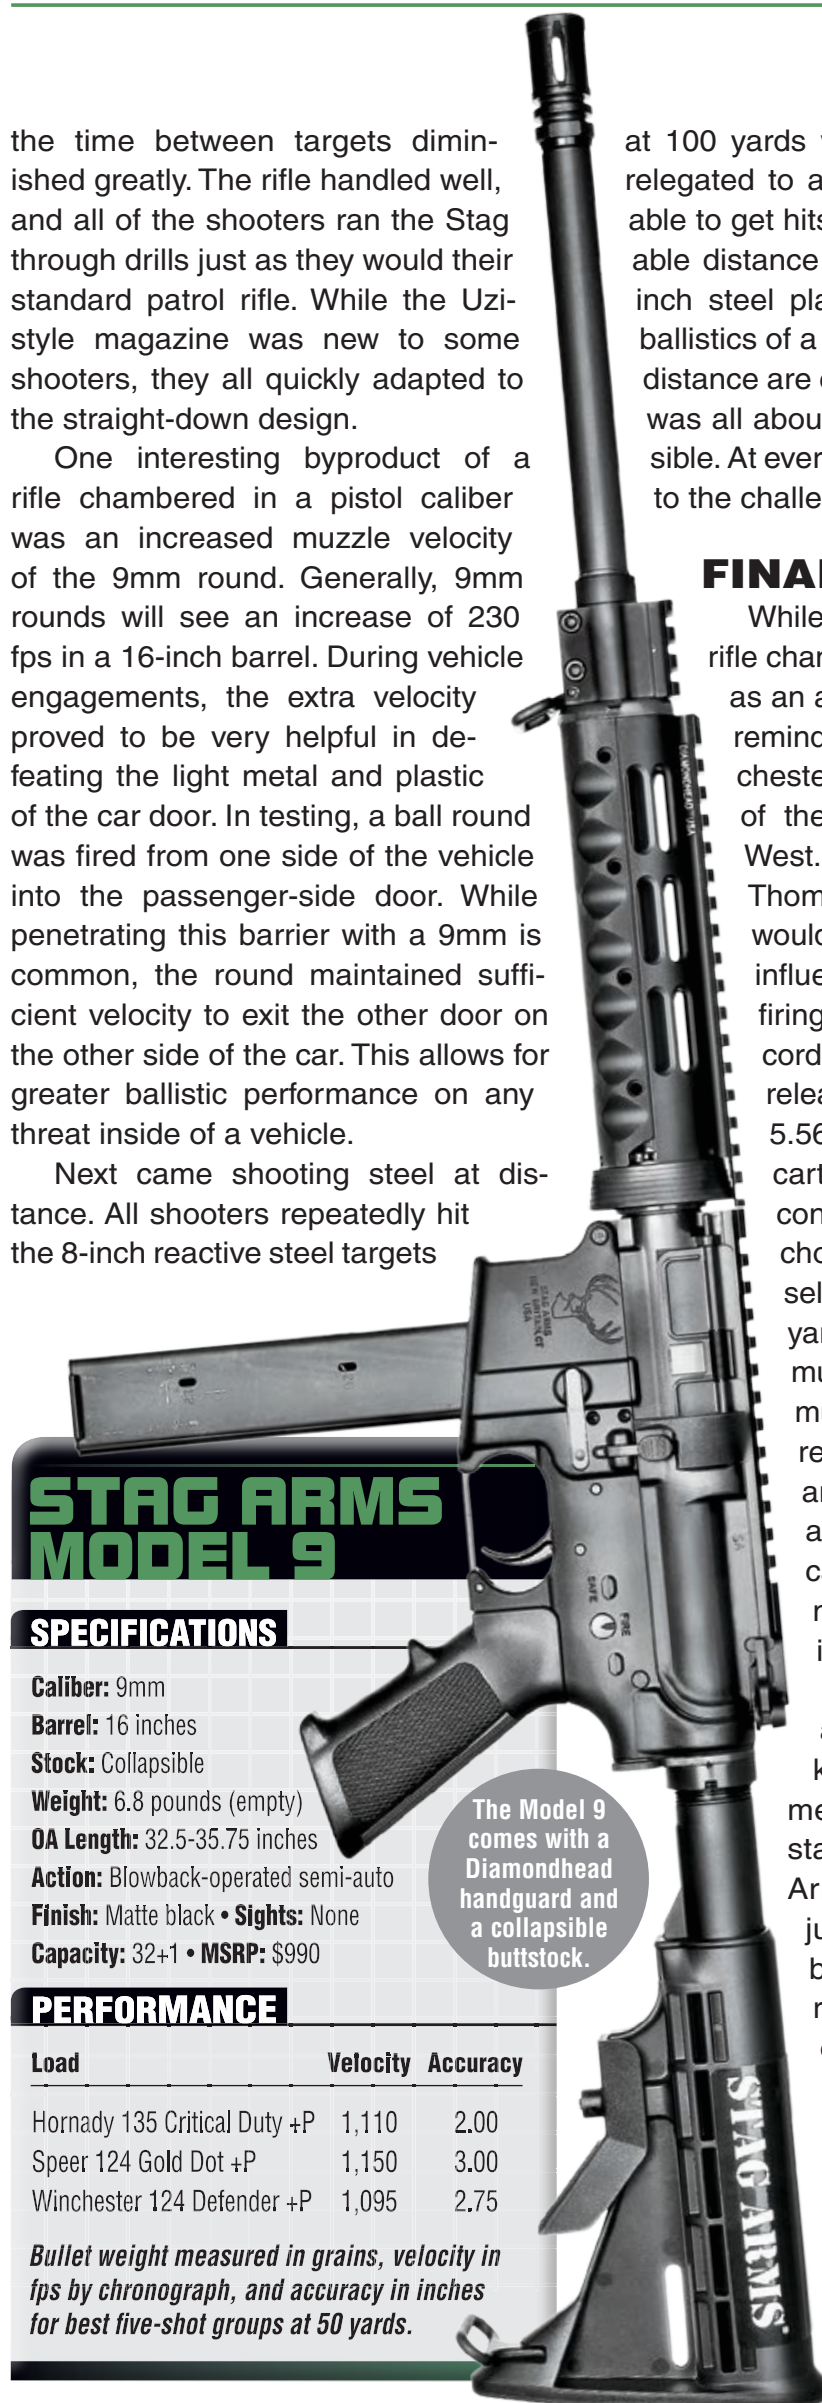 the time between targets dimin-
ished greatly. The rifle handled well,
and all of the shooters ran the Stag
through drills just as they would their
standard patrol rifle. While the Uzi-
style magazine was new to some
shooters, they all quickly adapted to
the straight-down design.
One interesting byproduct of a
rifle chambered in a pistol caliber
was an increased muzzle velocity
of the 9mm round. Generally, 9mm
rounds will see an increase of 230
fps in a 16-inch barrel. During vehicle
engagements, the extra velocity
proved to be very helpful in de-
feating the light metal and plastic
of the car door. In testing, a ball round
was fired from one side of the vehicle
into the passenger-side door. While
penetrating this barrier with a 9mm is
common, the round maintained suffi-
cient velocity to exit the other door on
the other side of the car. This allows for
greater ballistic performance on any
threat inside of a vehicle.
Next came shooting steel at dis-
tance. All shooters repeatedly hit
the 8-inch reactive steel targets
at 100 yards
relegated to
able to get hits
able distance
inch steel
ballistics of a
distance are
was all
sible. At
to the
While
rifle
as an
of the
West.
5.56
DIAMONDHEAD USA
STAG ARMS
NEW BRITAIN, CT
USA
SAFE
FIRE
SA
STAG ARMS
STAG ARMS
MODEL 9
SPECIFICATIONS
Caliber: 9mm
Barrel: 16 inches
Stock: Collapsible
Weight: 6.8 pounds (empty)
OA Length: 32.5-35.75 inches
Action: Blowback-operated semi-auto
Finish: Matte black • Sights: None
Capacity: 32+1 • MSRP: $990
The Model 9
comes with a
Diamondhead
handguard and
a collapsible
buttstock.
PERFORMANCE
Load Velocity Accuracy
Hornady 135 Critical Duty +P 1,110 2.00
Speer 124 Gold Dot +P 1,150 3.00
Winchester 124 Defender +P 1,095 2.75
Bullet weight measured in grains, velocity in
fps by chronograph, and accuracy in inches
for best five-shot groups at 50 yards.